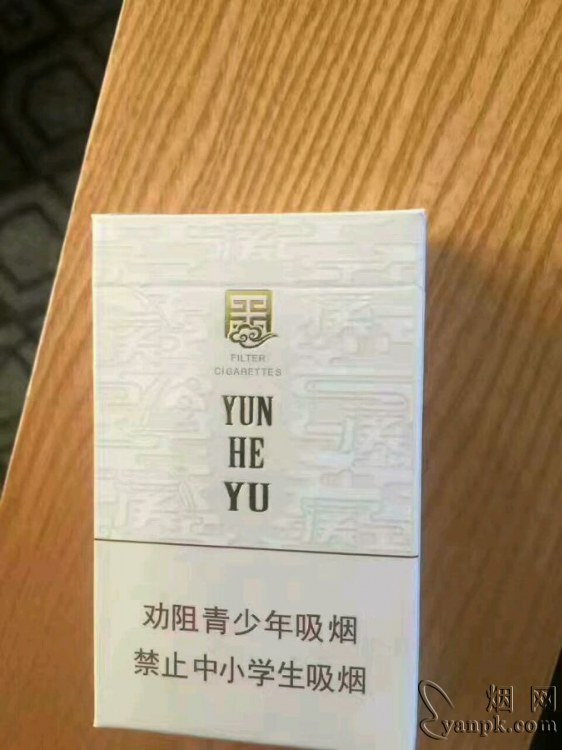 FILTER
CIGARETTES
YUN
HE
YU
劝阻青少年吸烟
禁止中小学生吸烟
烟网
yanpk.com